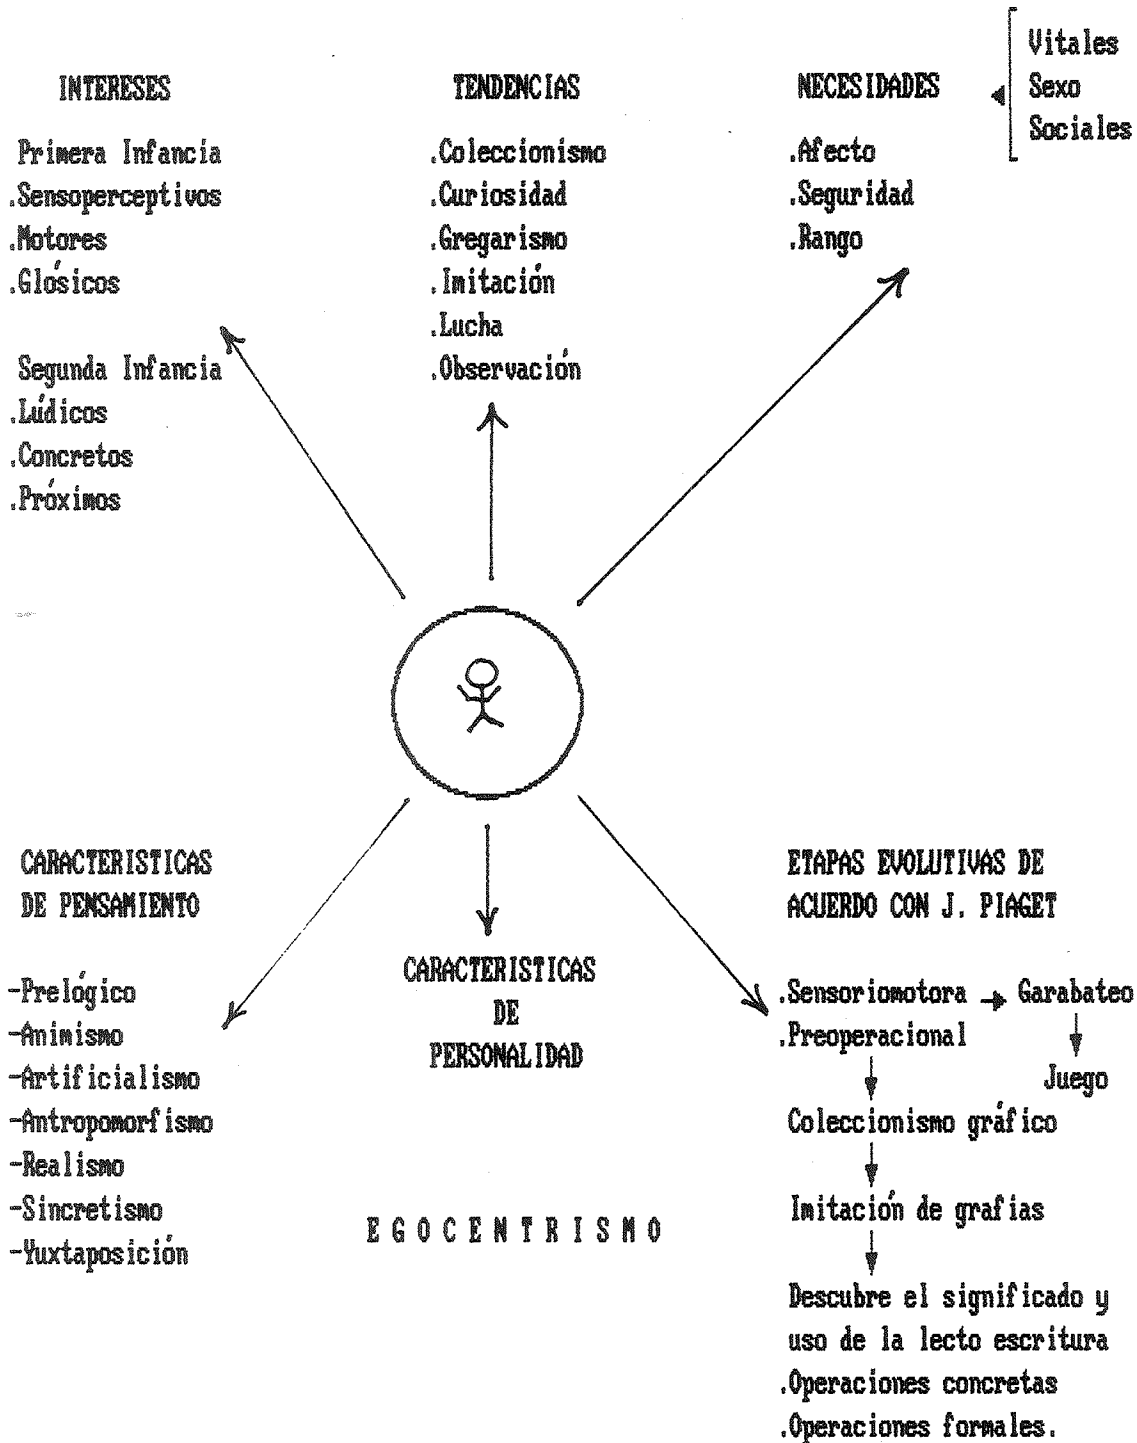 INTERESES
Primera Infancia
.Sensoperceptivos
.Motores
.Glósicos
Segunda Infancia
.Lúdicos
.Concretos
.Próximos
TENDENCIAS
.Coleccionismo
.Curiosidad
.Gregarismo
.Imitación
.Lucha
.Observación
NECESIDADES
Vitales
Sexo
Sociales
.Afecto
.Seguridad
.Rango
CARACTERISTICAS
DE PENSAMIENTO
-Prelógico
-Animismo
-Artificialismo
-Antropomorfismo
-Realismo
-Sincretismo
-Yuxtaposición
CARACTERISTICAS
DE
PERSONALIDAD
E G O C E N T R I S M O
ETAPAS EVOLUTIVAS DE
ACUERDO CON J. PIAGET
.Sensoriomotora Garabateo
.Preoperacional
Juego
Coleccionismo gráfico
Imitación de grafias
Descubre el significado y
uso de la lecto escritura
.Operaciones concretas
.Operaciones formales.